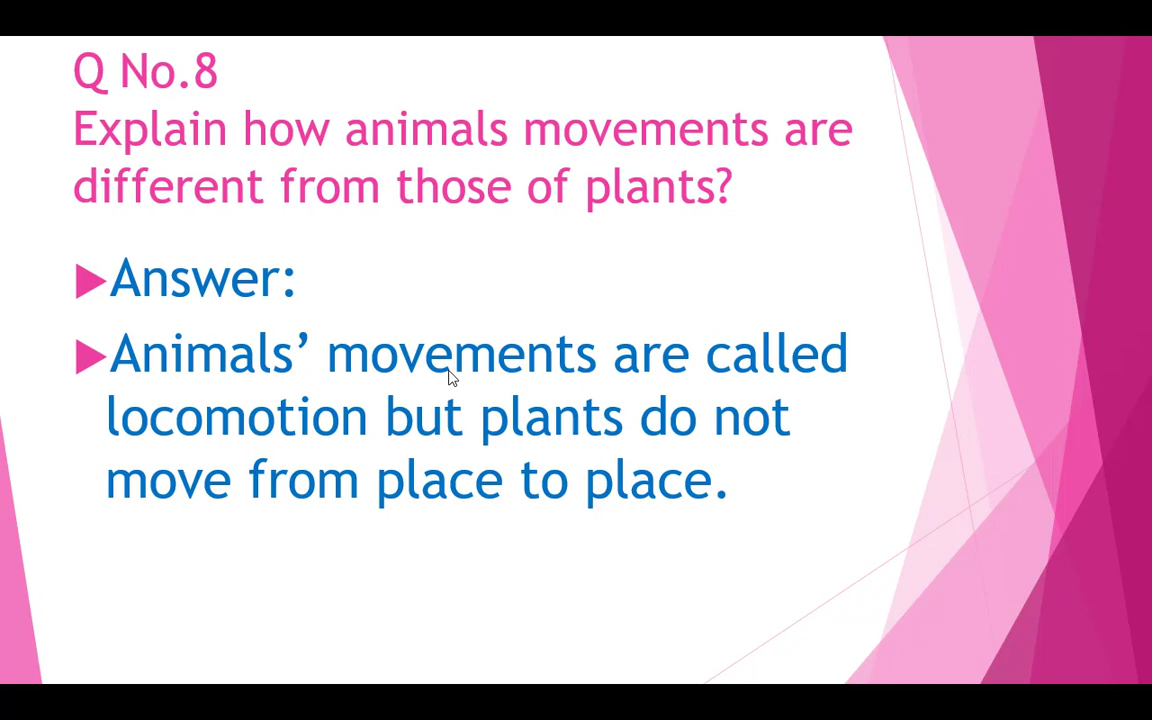 Q No.8
Explain how animals movements are
different from those of plants?
Answer:
Animals’ movements are called
locomotion but plants do not
move from place to place.